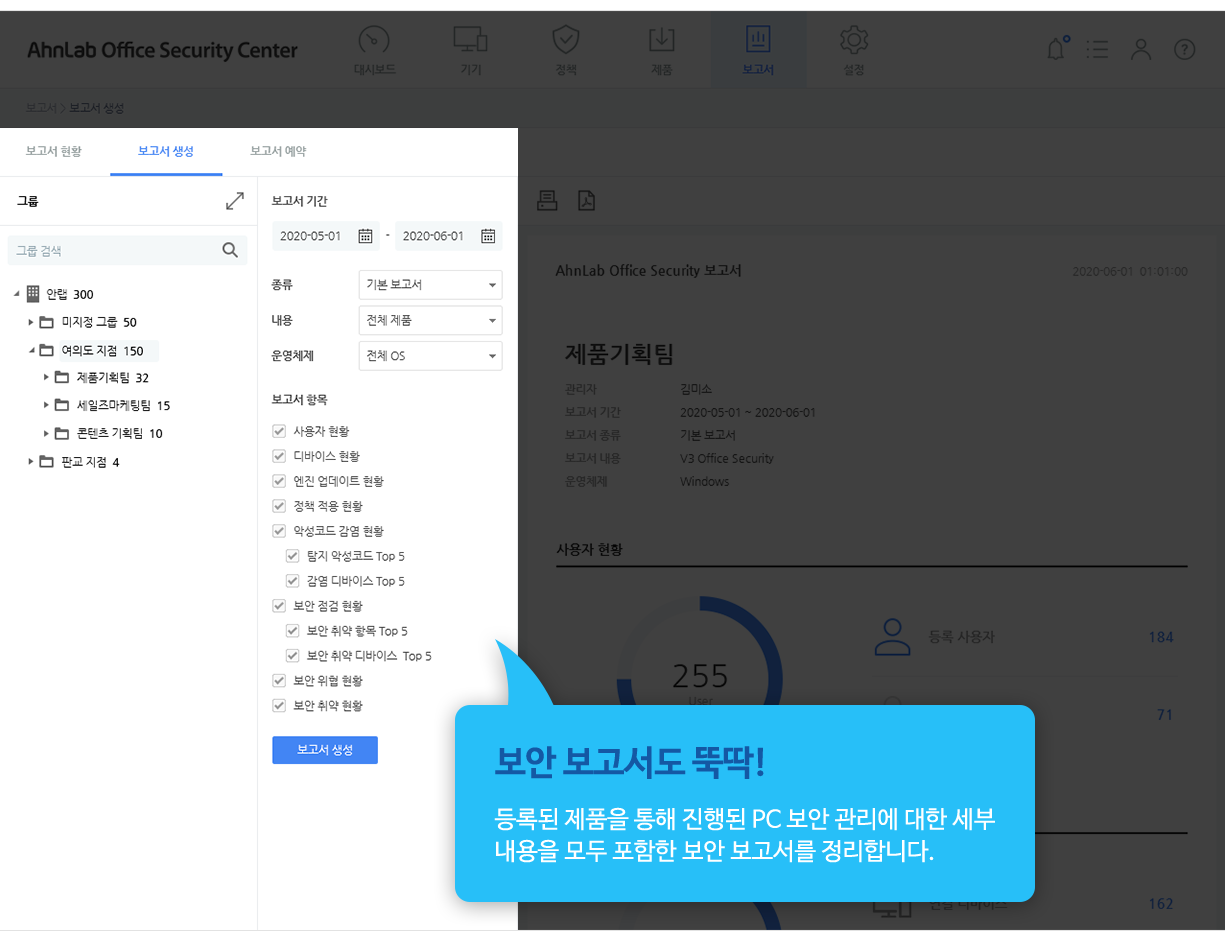 AhnLab Office Security Center
대시보드
기기
정책
제품
보고서
설정
보고서 > 보고서 생성
보고서 현황
보고서 생성
보고서 예약
그룹
그룹 검색
안랩 300
미지정 그룹 50
여의도 지점 150
제품기획팀 32
세일즈마케팅팀 15
콘텐츠 기획팀 10
판교 지점 4
보고서 기간
2020-05-01 - 2020-06-01
종류 기본 보고서
내용 전체 제품
운영체제 전체 OS
보고서 항목
사용자 현황
디바이스 현황
엔진 업데이트 현황
정책 적용 현황
악성코드 감염 현황
탐지 악성코드 Top 5
감염 디바이스 Top 5
보안 점검 현황
보안 취약 항목 Top 5
보안 취약 디바이스 Top 5
보안 위협 현황
보안 취약 현황
보고서 생성
AhnLab Office Security 보고서
2020-06-01 01:01:00
제품기획팀
관리자 김미소
보고서 기간 2020-05-01 ~ 2020-06-01
보고서 종류 기본 보고서
보고서 내용 V3 Office Security
운영체제 Windows
사용자 현황
255
User
등록 사용자 184
71
보안 보고서도 뚝딱!
등록된 제품을 통해 진행된 PC 보안 관리에 대한 세부
내용을 모두 포함한 보안 보고서를 정리합니다.
162